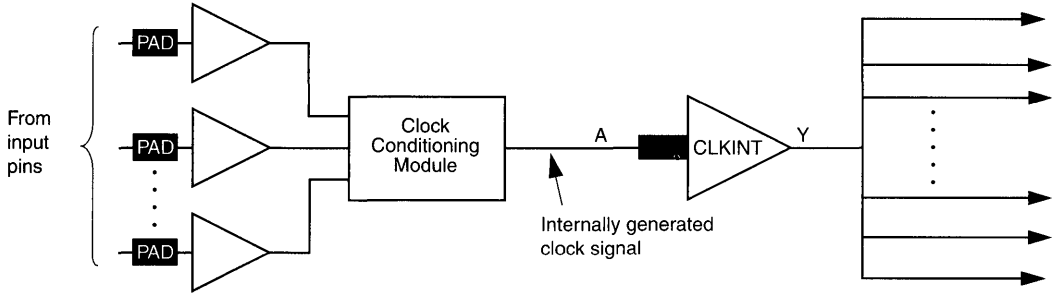 PAD
From
input
pins
PAD
PAD
Clock
Conditioning
Module
A
CLKINT
Y
Internally generated
clock signal